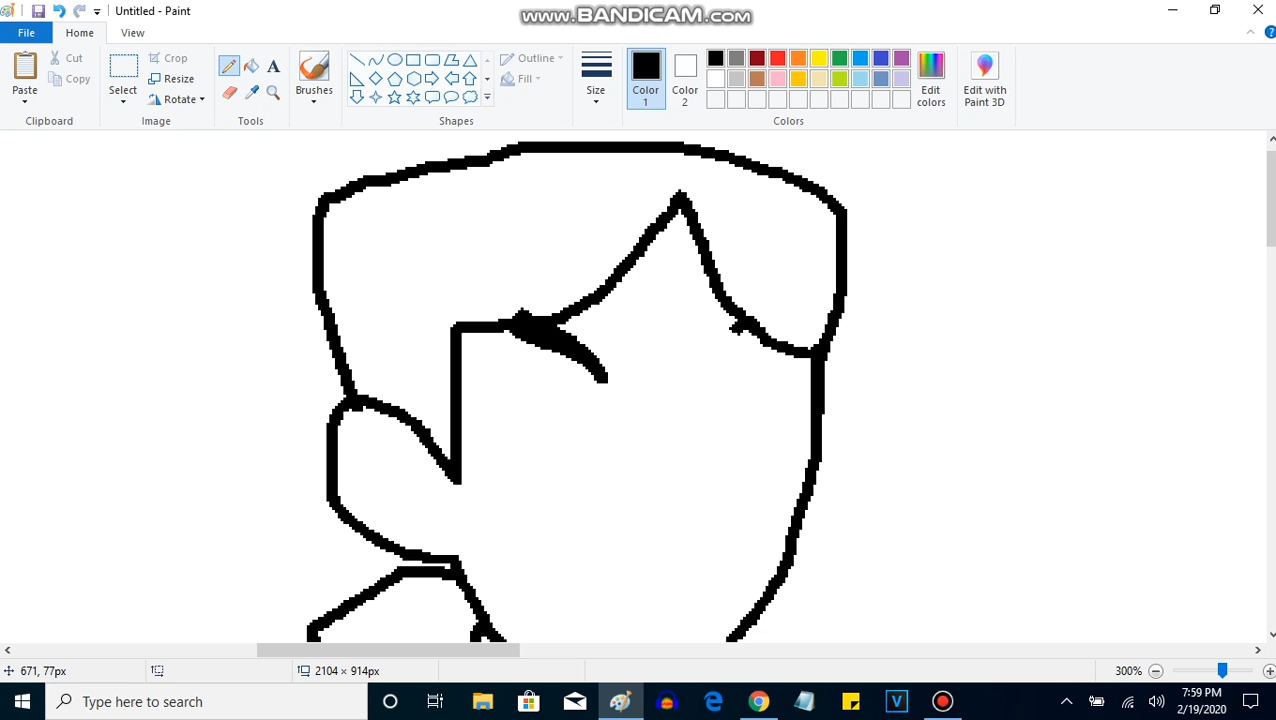 www.BANDICAM.com
Untitled - Paint
File
Home
View
Paste
Cut
Copy
Clipboard
Select
Crop
Resize
Rotate
Image
Tools
Brushes
Outline
Fill
Shapes
Size
Color 1
Color 2
Colors
Edit colors
Edit with Paint 3D
671, 77px
2104 × 914px
300%
Type here to search
7:59 PM
2/19/2020